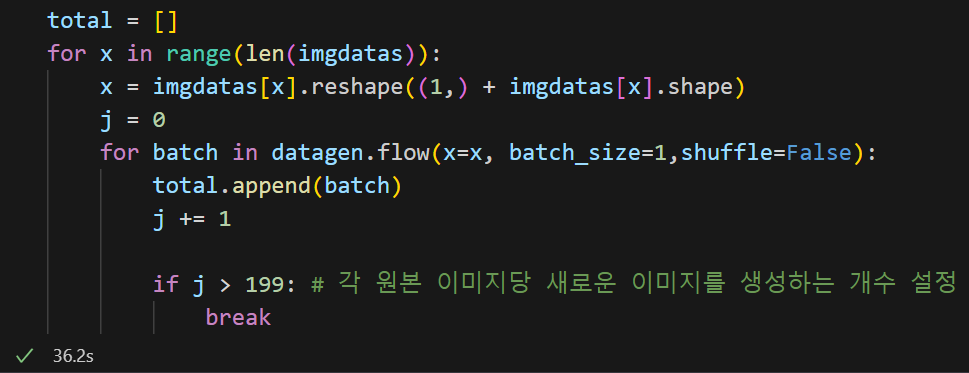 total = []
for x in range(len(imgdatas)):
    x = imgdatas[x].reshape((1,) + imgdatas[x].shape)
    j = 0
    for batch in datagen.flow(x=x, batch_size=1,shuffle=False):
        total.append(batch)
        j += 1

        if j > 199: # 각 원본 이미지당 새로운 이미지를 생성하는 개수 설정
            break
36.2s